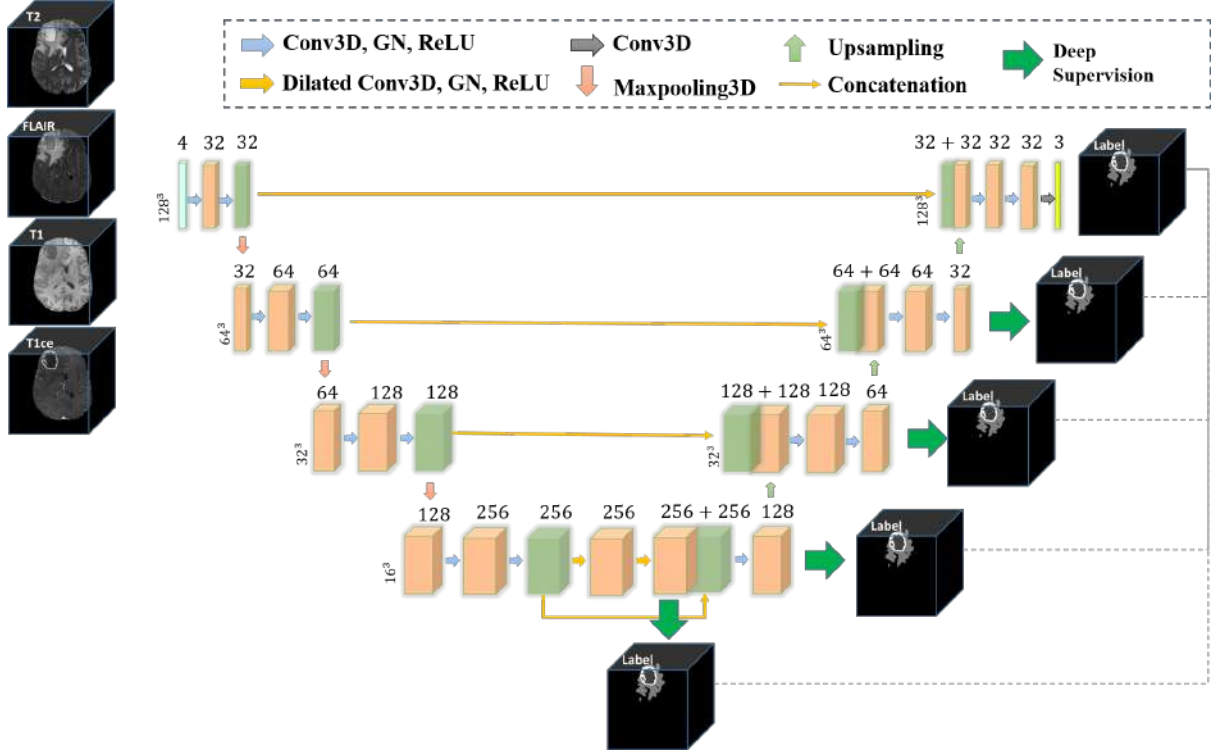 T2
FLAIR
T1
T1ce
Conv3D, GN, ReLU
Conv3D
Upsampling
Deep
Supervision
Dilated Conv3D, GN, ReLU
Maxpooling3D
Concatenation
4 32 32
128³
32 + 32 32 32 3
128³
Label
32 64 64
64³
64 + 64 64 32
64³
Label
64 128 128
32³
128 + 128 128 64
32³
Label
128 256 256 256 256 + 256 128
16³
Label
Label